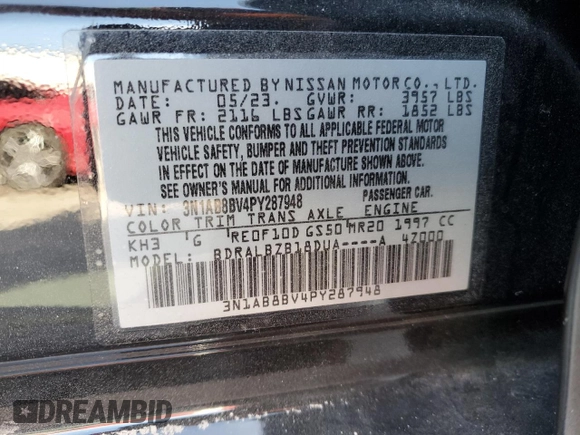 MANUFACTURED BY NISSAN MOTOR CO., LTD.
DATE: 05/23. GVWR: 3957 LBS
GAWR FR: 2116 LBS GAWR RR: 1852 LBS
THIS VEHICLE CONFORMS TO ALL APPLICABLE FEDERAL MOTOR
VEHICLE SAFETY, BUMPER AND THEFT PREVENTION STANDARDS
IN EFFECT ON THE DATE OF MANUFACTURE SHOWN ABOVE.
SEE OWNER'S MANUAL FOR ADDITIONAL INFORMATION.
VIN: 3N1AB8BV4PY287948 PASSENGER CAR.
COLOR TRIM TRANS AXLE ENGINE
KH3 G RE0F10D GS50 MR20 1997 CC
MODEL: BDRALBZB18DUA----A 4Z000
3N1AB8BV4PY287948
DREAMBID